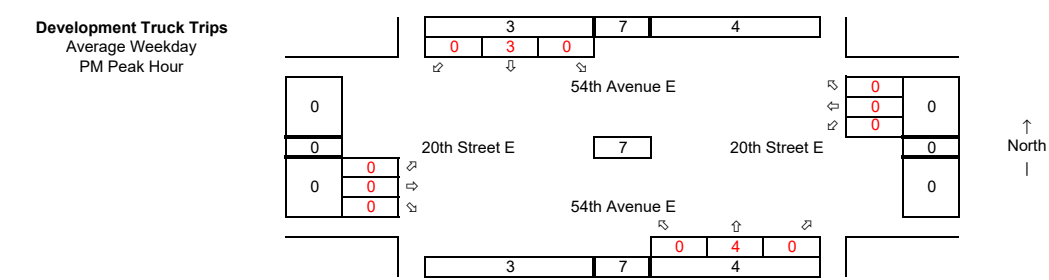 Development Truck Trips
Average Weekday
PM Peak Hour
3 7 4
0 3 0
⬃ ⇩ ⬂
54th Avenue E
⬁ 0
0 ⇦ 0 0
⬃ 0
↑
0 20th Street E 7 20th Street E 0 North
|
0 ⬀
0 0 ⇨ 0
0 ⬂
54th Avenue E
⬁ ⇧ ⬀
0 4 0
3 7 4